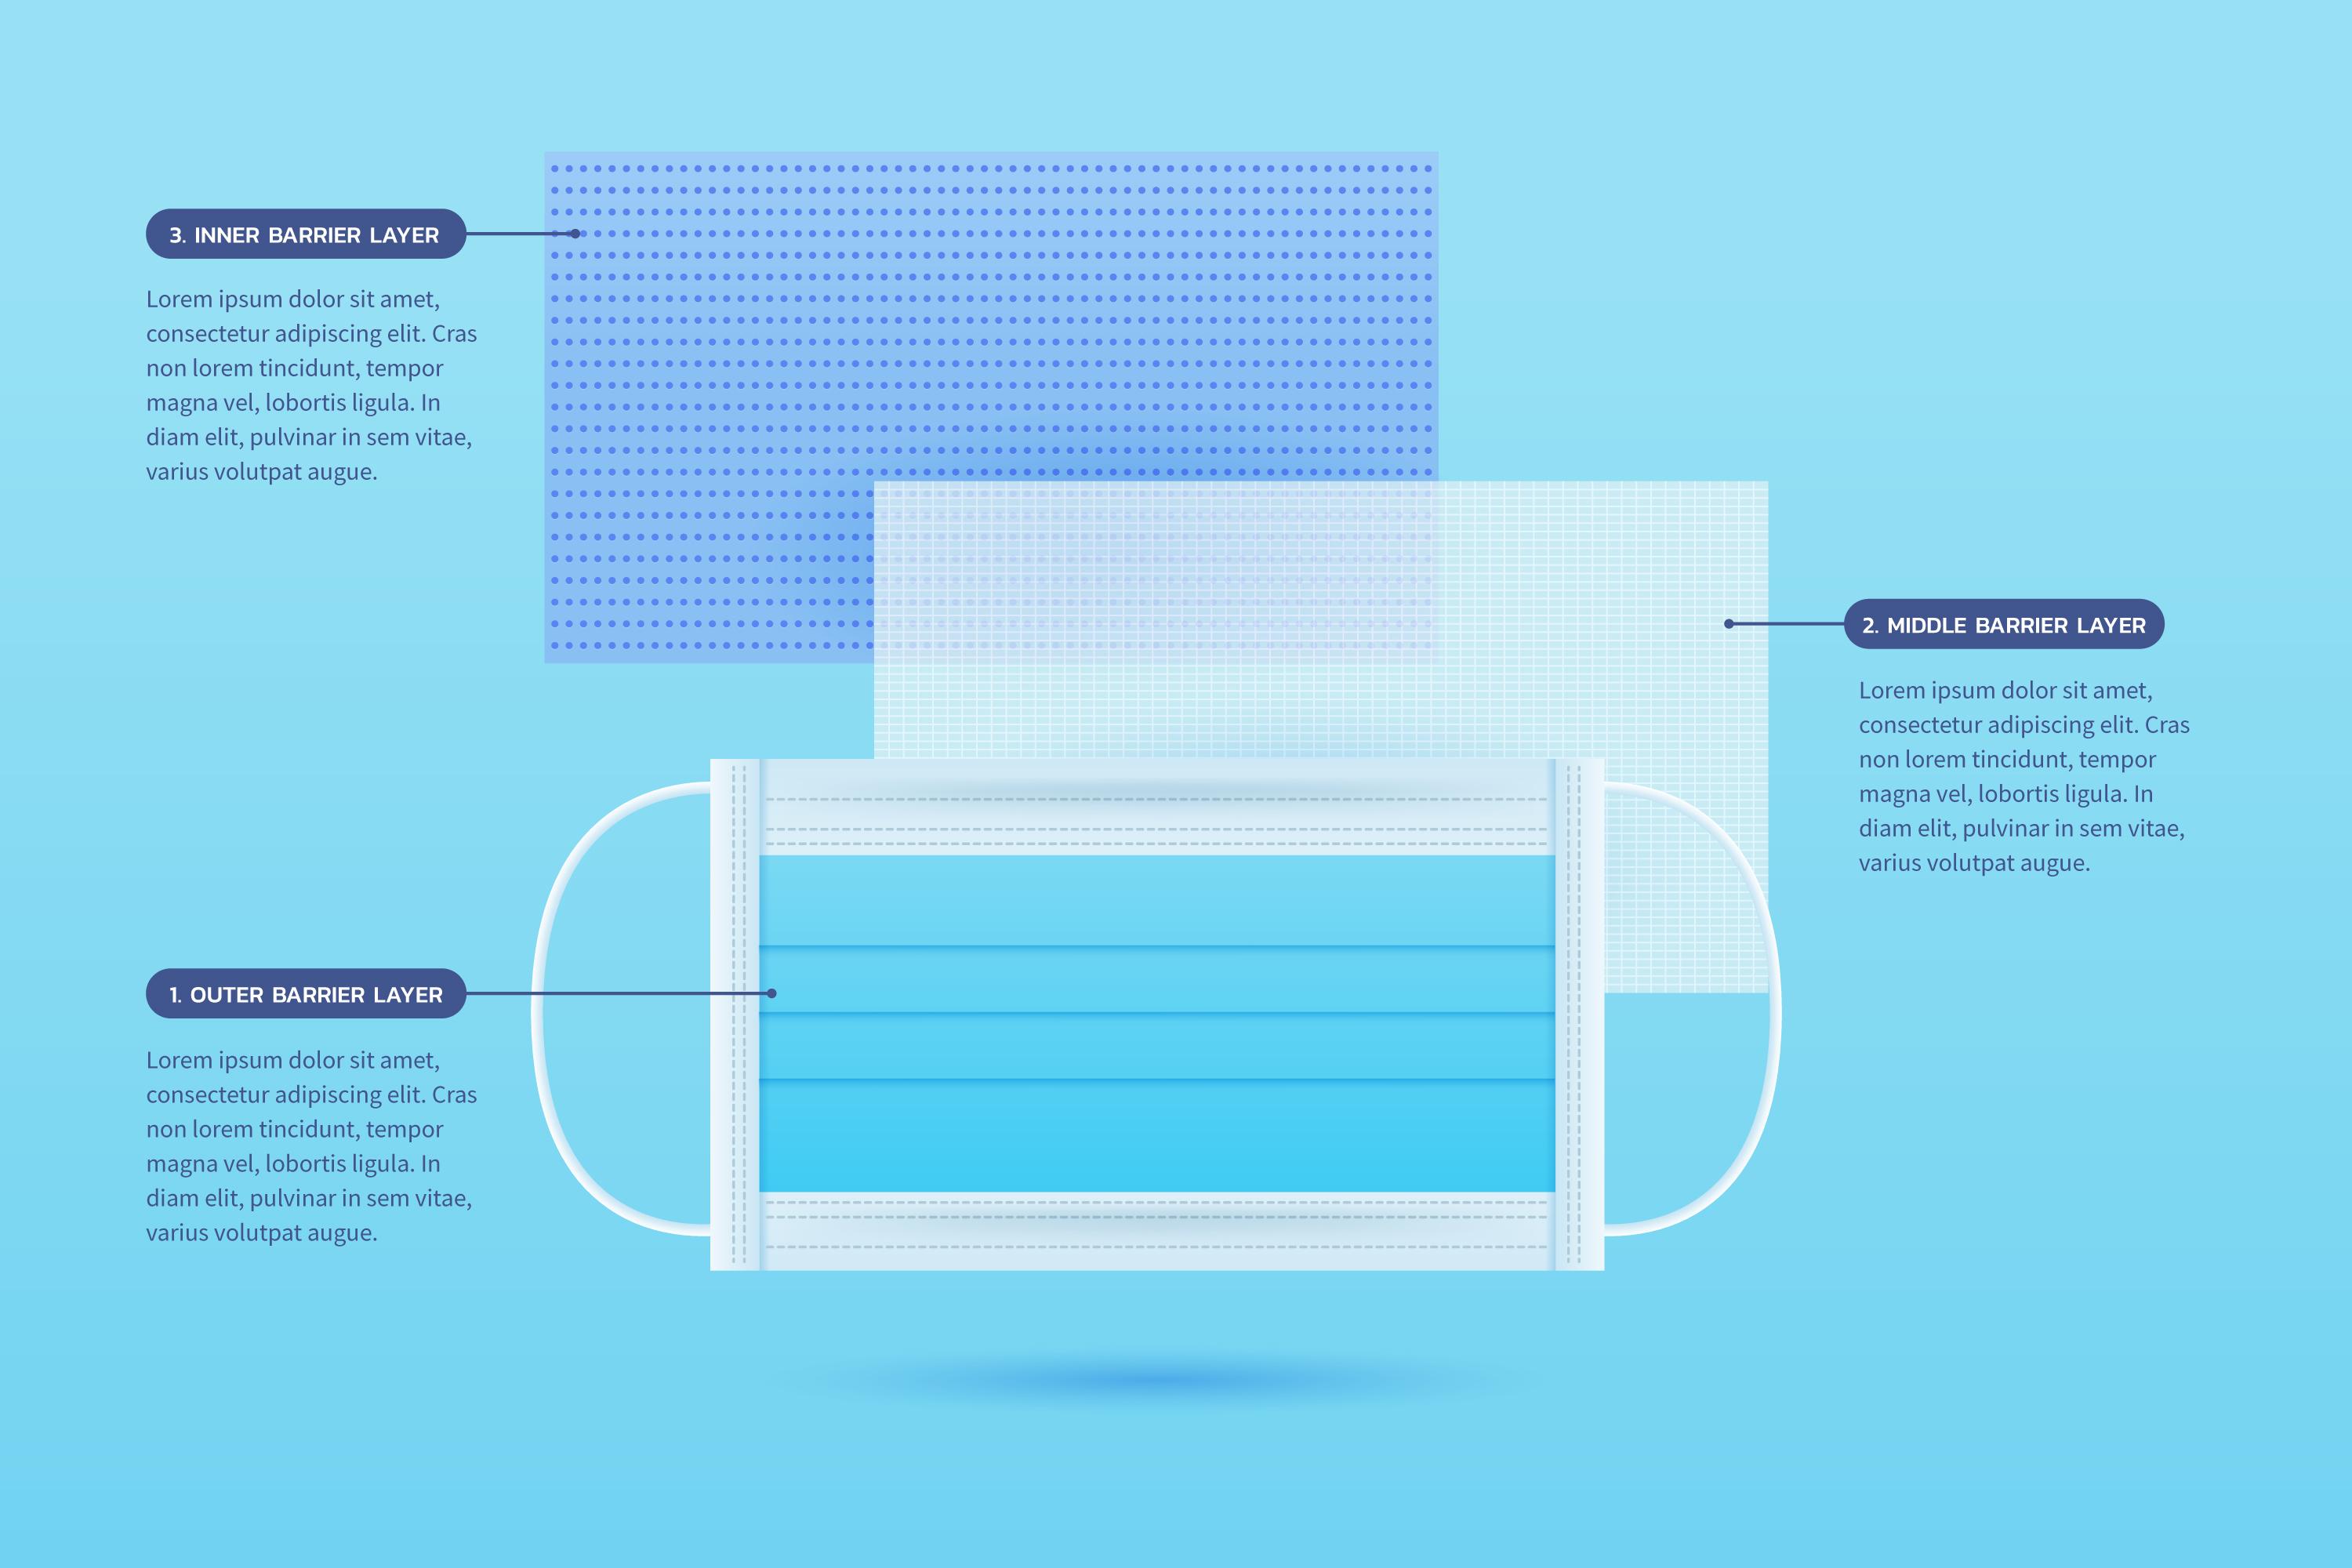 3. INNER BARRIER LAYER
Lorem ipsum dolor sit amet,
consectetur adipiscing elit. Cras
non lorem tincidunt, tempor
magna vel, lobortis ligula. In
diam elit, pulvinar in sem vitae,
varius volutpat augue.
2. MIDDLE BARRIER LAYER
Lorem ipsum dolor sit amet,
consectetur adipiscing elit. Cras
non lorem tincidunt, tempor
magna vel, lobortis ligula. In
diam elit, pulvinar in sem vitae,
varius volutpat augue.
1. OUTER BARRIER LAYER
Lorem ipsum dolor sit amet,
consectetur adipiscing elit. Cras
non lorem tincidunt, tempor
magna vel, lobortis ligula. In
diam elit, pulvinar in sem vitae,
varius volutpat augue.